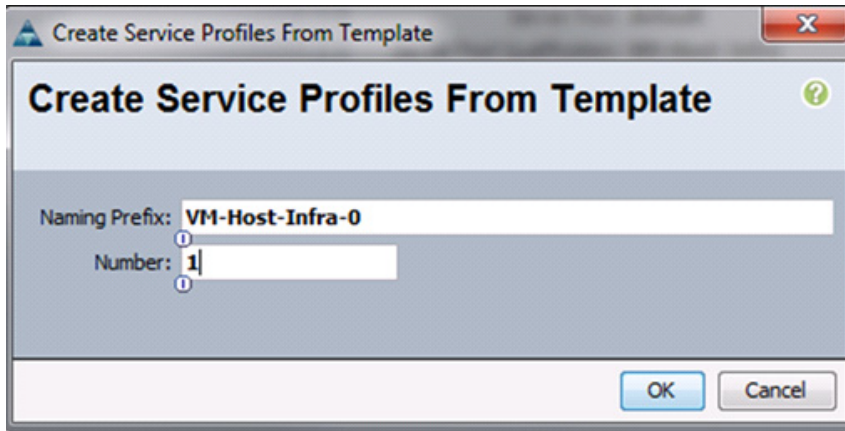 Create Service Profiles From Template
Create Service Profiles From Template
Naming Prefix: VM-Host-Infra-0
Number: 1
OK Cancel